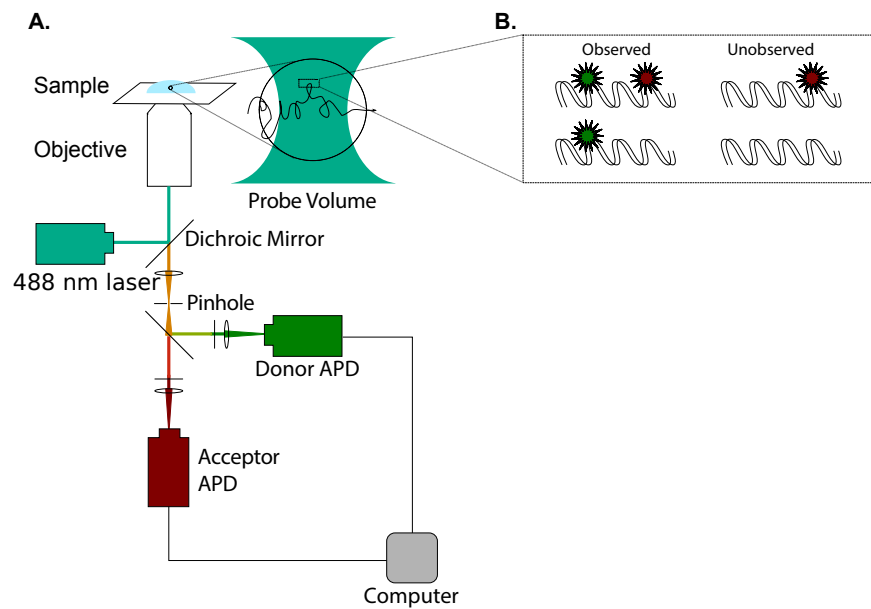 A.
B.
Observed
Unobserved
Sample
Objective
Probe Volume
Dichroic Mirror
488 nm laser
Pinhole
Donor APD
Acceptor
APD
Computer